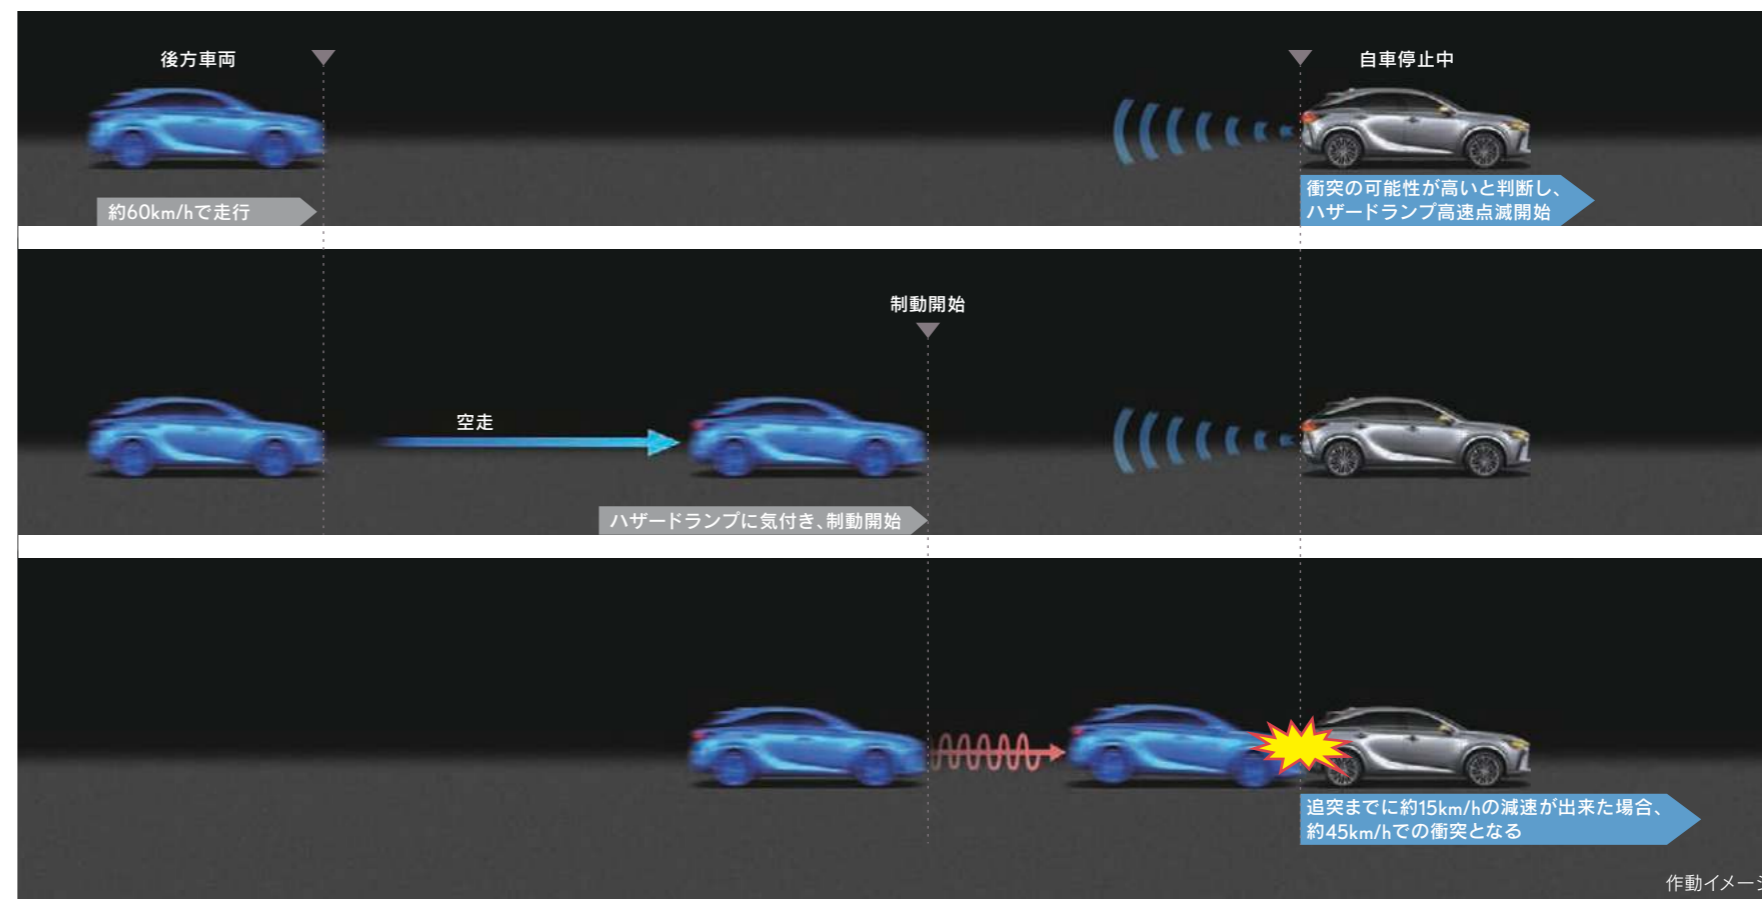 後方車両
自車停止中
約60km/hで走行
衝突の可能性が高いと判断し、
ハザードランプ高速点滅開始
制動開始
空走
ハザードランプに気付き、制動開始
追突までに約15km/hの減速が出来た場合、
約45km/hでの衝突となる
作動イメージ